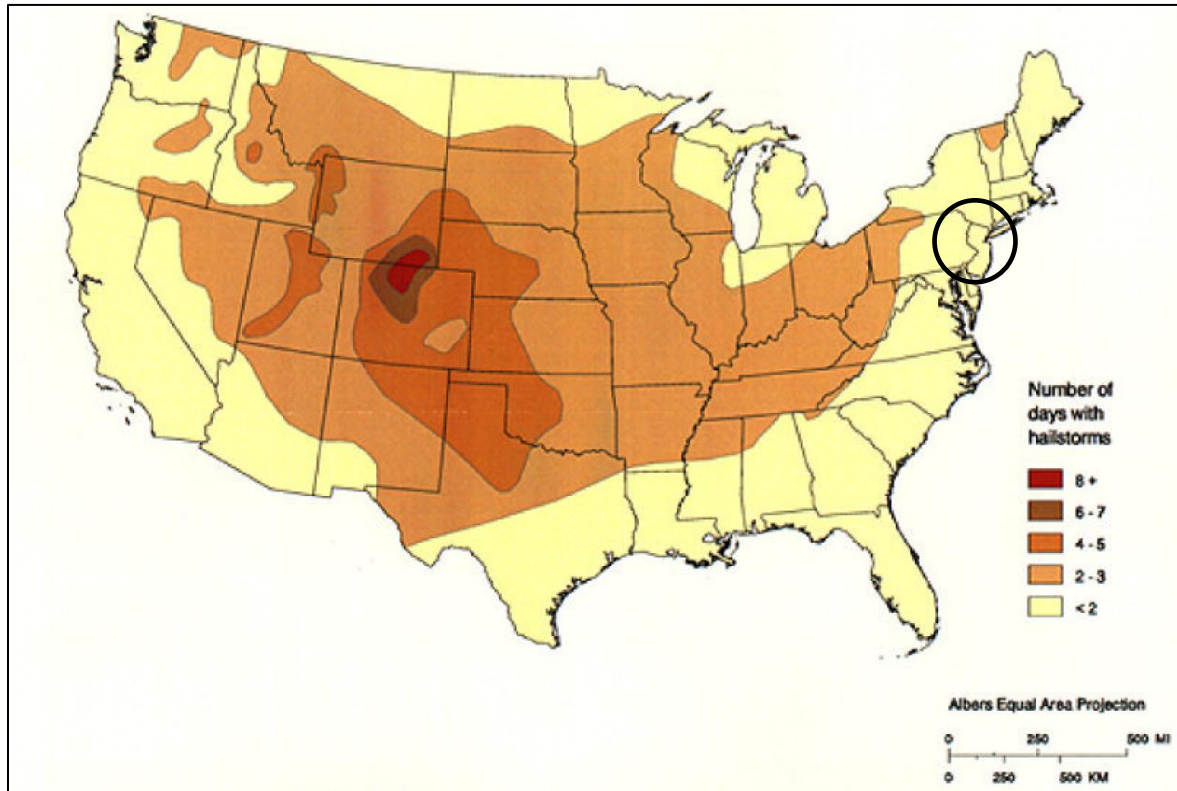 Number of
days with
hailstorms
8 +
6 - 7
4 - 5
2 - 3
< 2
Albers Equal Area Projection
0 250 500 MI
0 250 500 KM